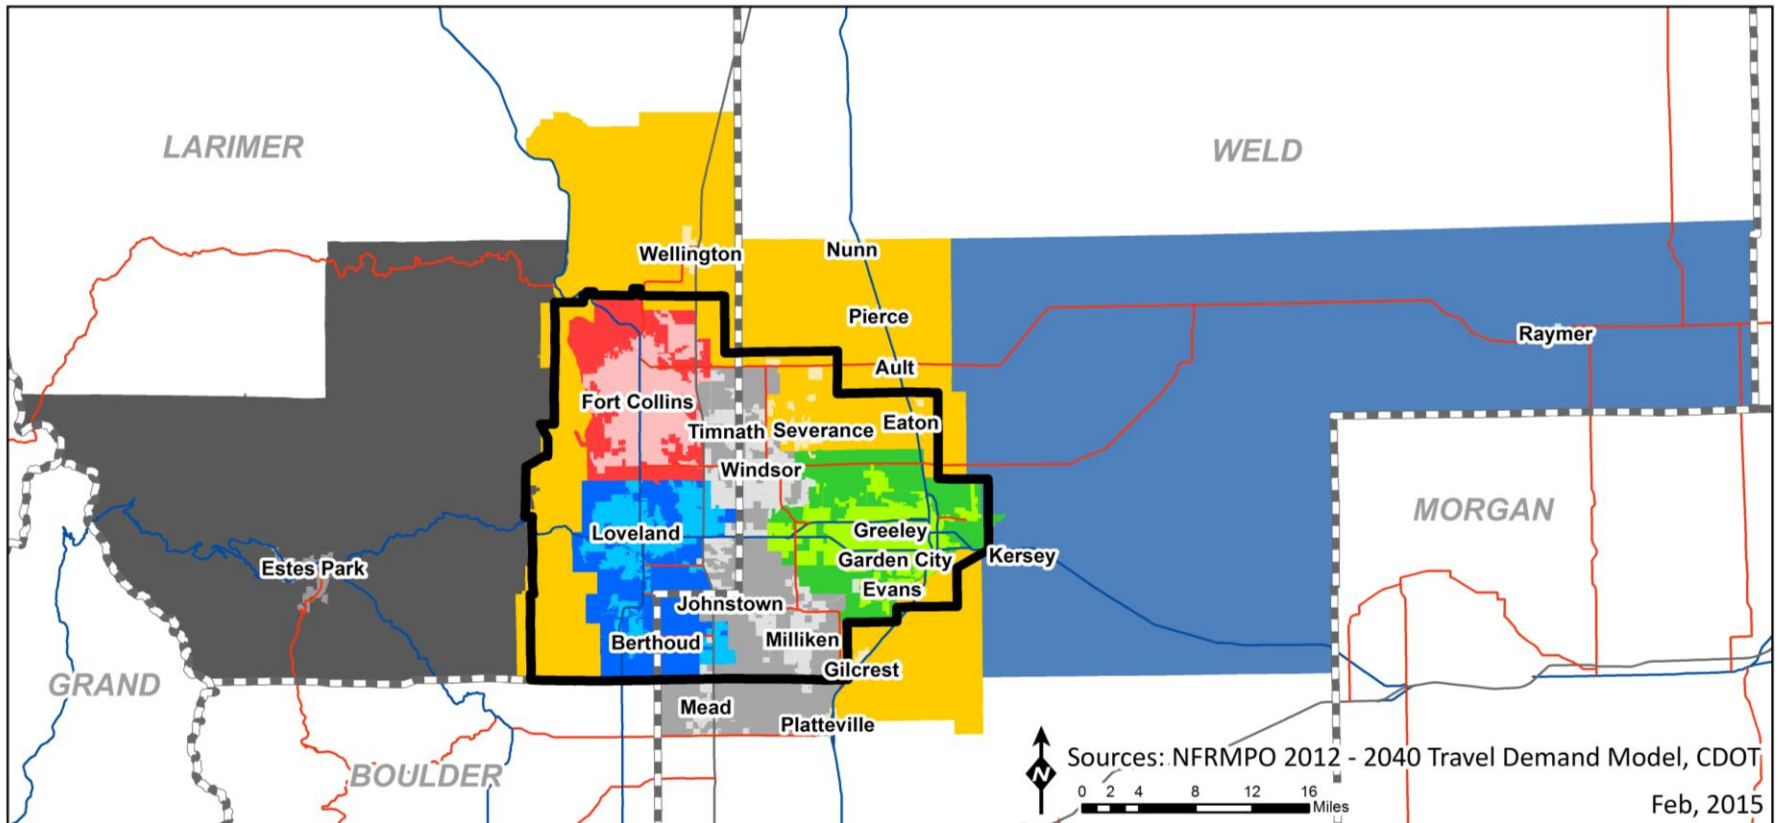 LARIMER
WELD
Wellington
Nunn
Pierce
Raymer
Ault
Fort Collins
Eaton
Timnath
Severance
Windsor
MORGAN
Loveland
Greeley
Garden City
Kersey
Estes Park
Evans
Johnstown
Berthoud
Milliken
Gilcrest
GRAND
Mead
Platteville
BOULDER
N
Sources: NFRMPO 2012 - 2040 Travel Demand Model, CDOT
0 2 4 8 12 16
Miles
Feb, 2015